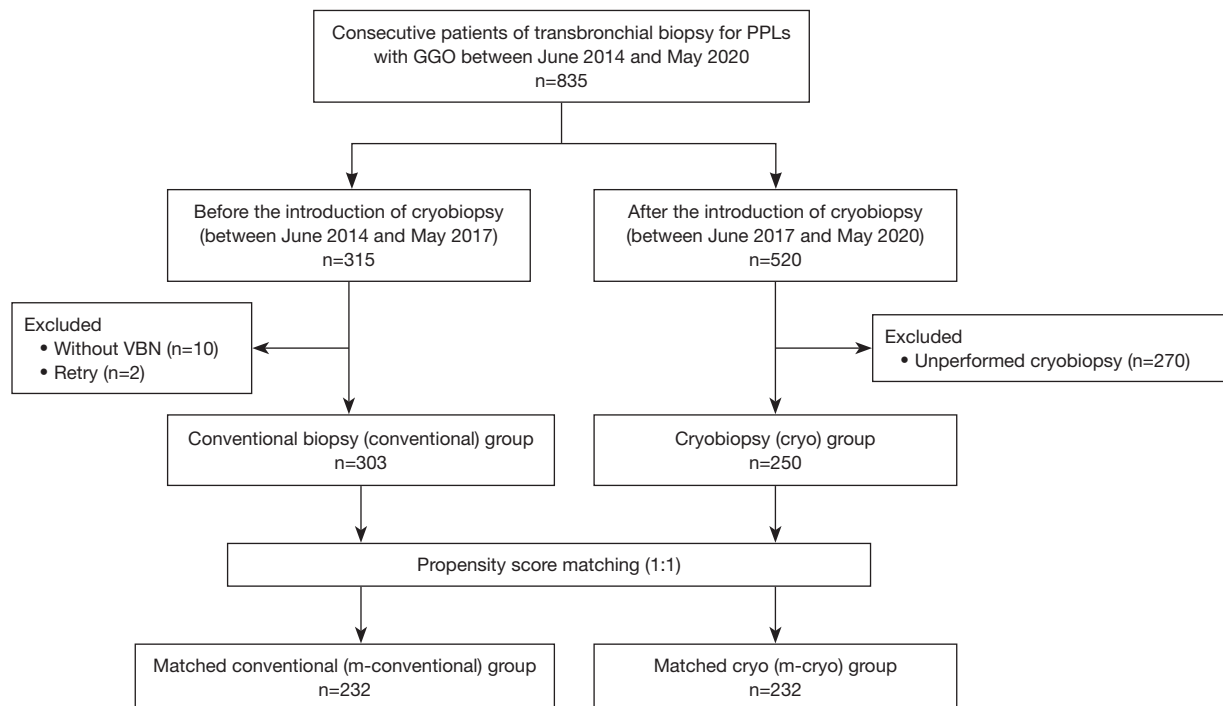 Consecutive patients of transbronchial biopsy for PPLs
with GGO between June 2014 and May 2020
n=835
Before the introduction of cryobiopsy
(between June 2014 and May 2017)
n=315
After the introduction of cryobiopsy
(between June 2017 and May 2020)
n=520
Excluded
• Without VBN (n=10)
• Retry (n=2)
Excluded
• Unperformed cryobiopsy (n=270)
Conventional biopsy (conventional) group
n=303
Cryobiopsy (cryo) group
n=250
Propensity score matching (1:1)
Matched conventional (m-conventional) group
n=232
Matched cryo (m-cryo) group
n=232